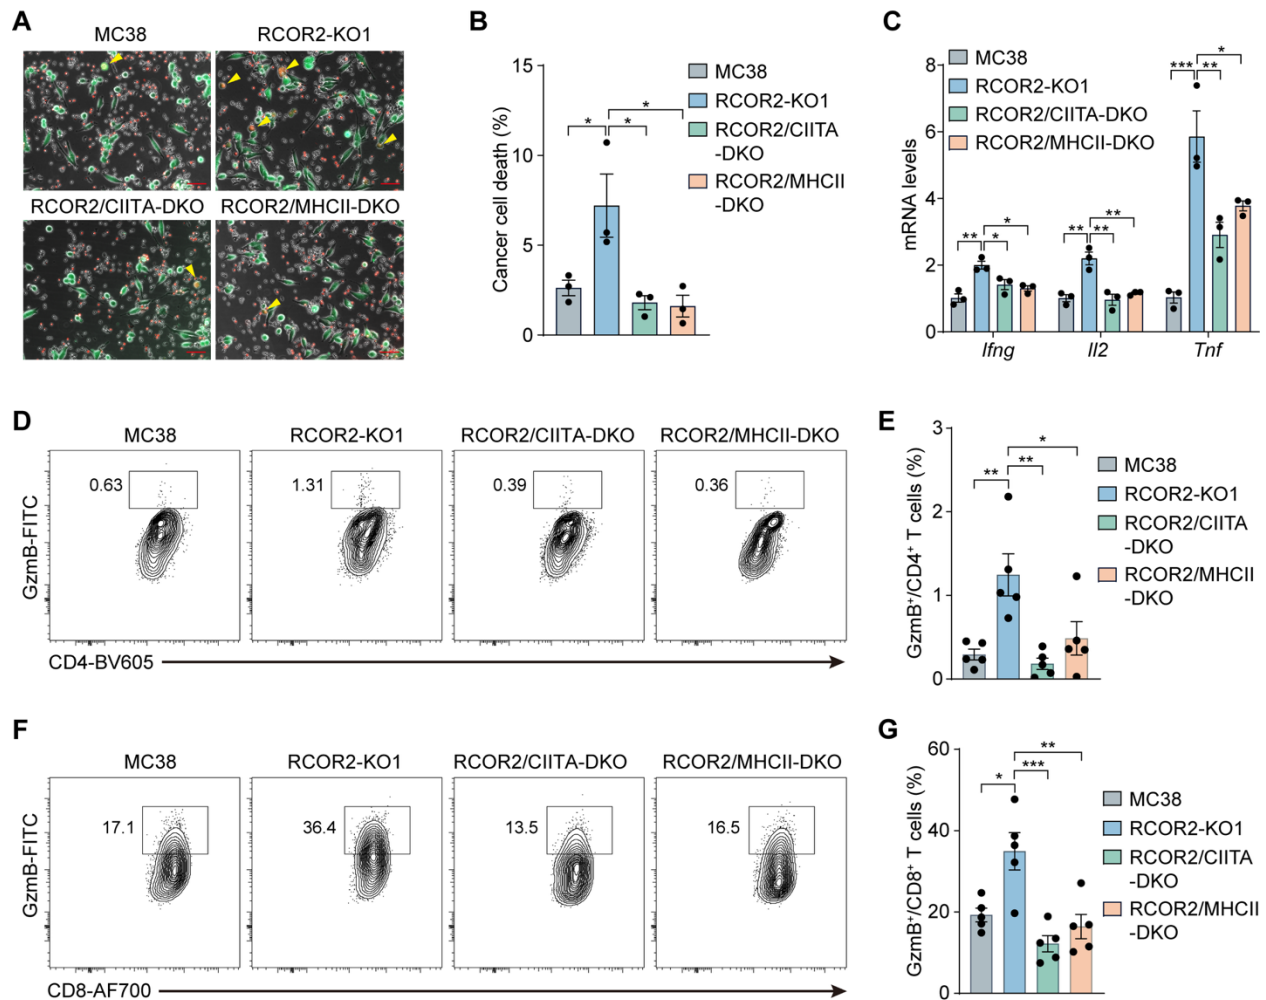 A
MC38
RCOR2-KO1
RCOR2/CIITA-DKO
RCOR2/MHCII-DKO
B
15
10
5
0
Cancer cell death (%)
*
*
*
MC38
RCOR2-KO1
RCOR2/CIITA
-DKO
RCOR2/MHCII
-DKO
C
MC38
RCOR2-KO1
RCOR2/CIITA-DKO
RCOR2/MHCII-DKO
8
6
4
2
0
mRNA levels
**
*
*
**
**
**
***
**
*
Ifng
Il2
Tnf
D
MC38
RCOR2-KO1
RCOR2/CIITA-DKO
RCOR2/MHCII-DKO
0.63
1.31
0.39
0.36
GzmB-FITC
CD4-BV605
E
3
2
1
0
GzmB⁺/CD4⁺ T cells (%)
**
**
*
MC38
RCOR2-KO1
RCOR2/CIITA
-DKO
RCOR2/MHCII
-DKO
F
MC38
RCOR2-KO1
RCOR2/CIITA-DKO
RCOR2/MHCII-DKO
17.1
36.4
13.5
16.5
GzmB-FITC
CD8-AF700
G
60
40
20
0
GzmB⁺/CD8⁺ T cells (%)
*
***
**
MC38
RCOR2-KO1
RCOR2/CIITA
-DKO
RCOR2/MHCII
-DKO